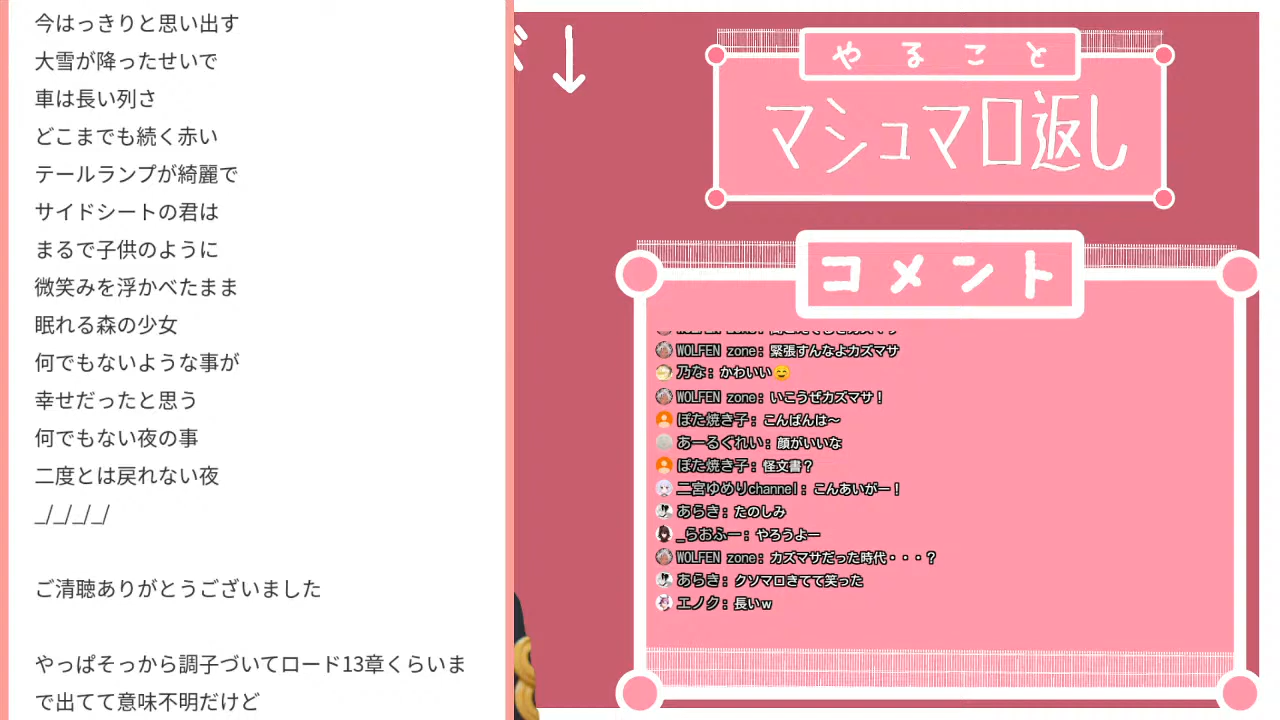 今はっきりと思い出す
大雪が降ったせいで
車は長い列さ
どこまでも続く赤い
テールランプが綺麗で
サイドシートの君は
まるで子供のように
微笑みを浮かべたまま
眠れる森の少女
何でもないような事が
幸せだったと思う
何でもない夜の事
二度とは戻れない夜
_/_/_/_/
ご清聴ありがとうございました
やっぱそっから調子づいてロード13章くらいま
で出てて意味不明だけど
↓
やること
マシュマロ返し
コメント
WOLFEN zone: 緊張すんなよカズマサ
乃な: かわいい😊
WOLFEN zone: いこうぜカズマサ！
ぽた焼き子: こんばんは～
あーるぐれい: 顔がいいな
ぽた焼き子: 怪文書？
二宮ゆめりchannel: こんあいがー！
あらき: たのしみ
_らおふー: やろうよー
WOLFEN zone: カズマサだった時代・・・？
あらき: クソマロきてて笑った
エノク: 長いw